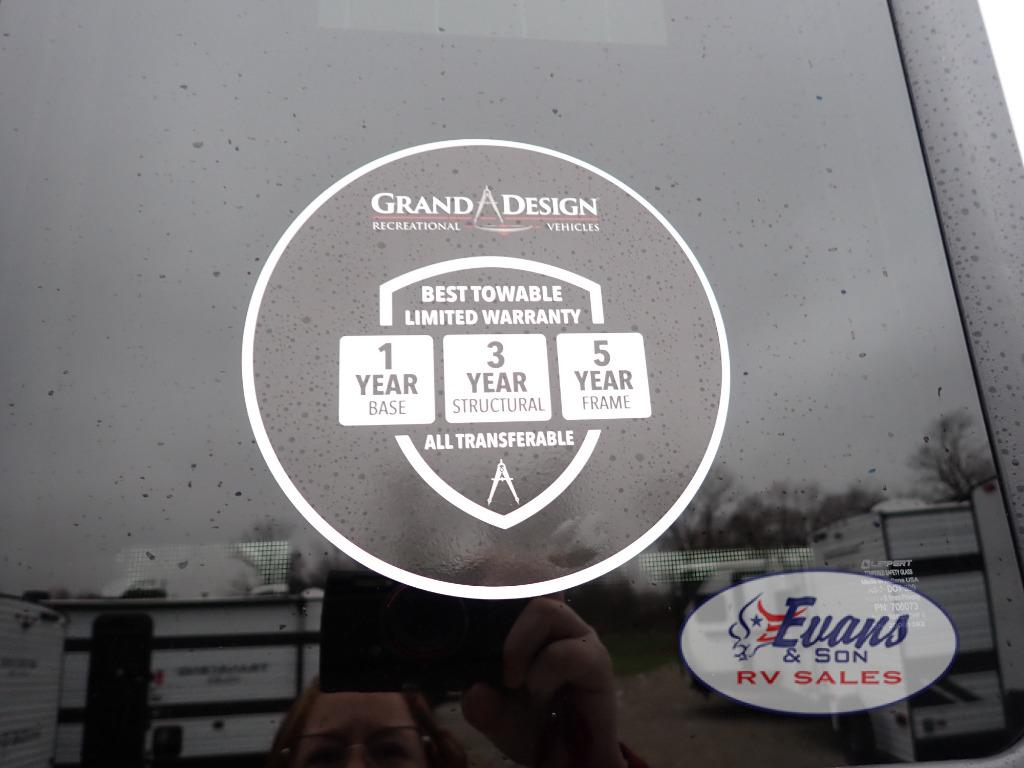 GRAND DESIGN
RECREATIONAL VEHICLES
BEST TOWABLE
LIMITED WARRANTY
1
YEAR
BASE
3
YEAR
STRUCTURAL
5
YEAR
FRAME
ALL TRANSFERABLE
LIPPERT
Evans
& SON
RV SALES